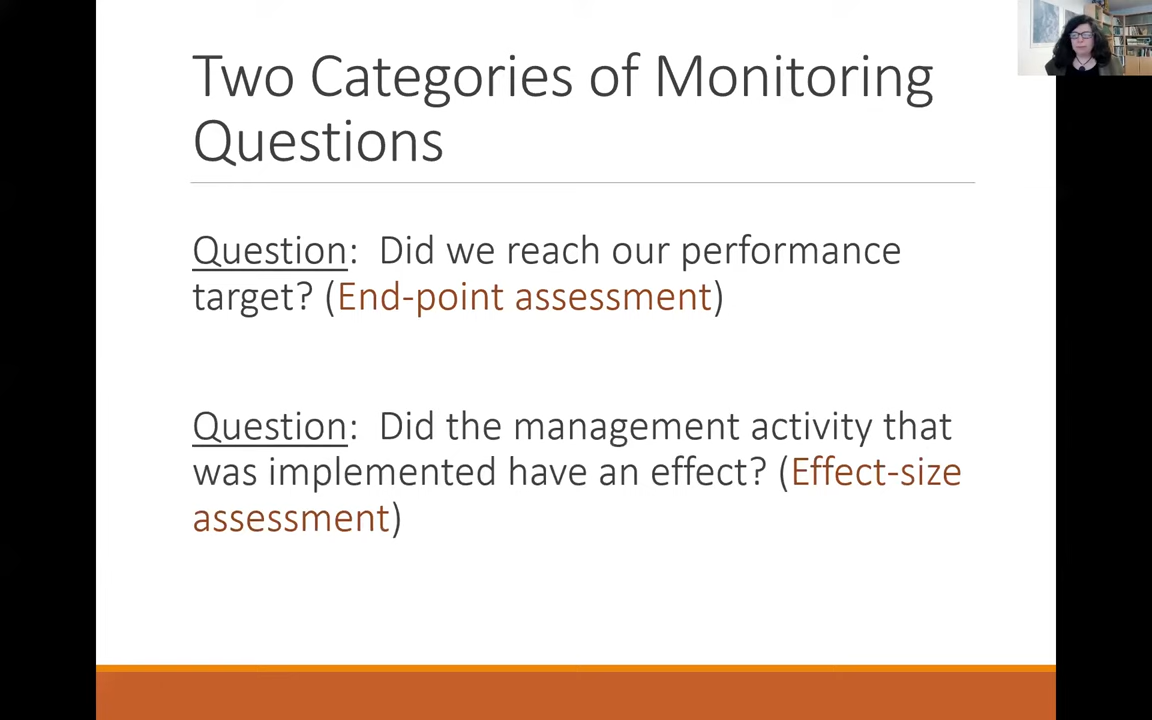 Two Categories of Monitoring
Questions
Question:  Did we reach our performance
target? (End-point assessment)
Question:  Did the management activity that
was implemented have an effect? (Effect-size
assessment)